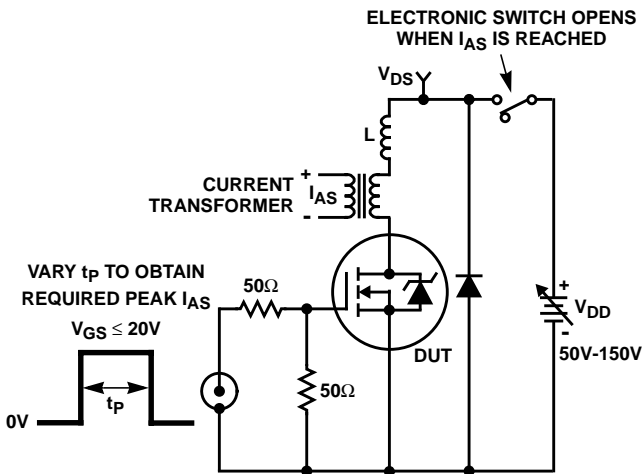 ELECTRONIC SWITCH OPENS
WHEN IAS IS REACHED
VDS
L
+
CURRENT
TRANSFORMER
IAS
-
VARY tP TO OBTAIN
REQUIRED PEAK IAS
50Ω
VGS ≤ 20V
+
VDD
-
DUT
50V-150V
50Ω
tP
0V